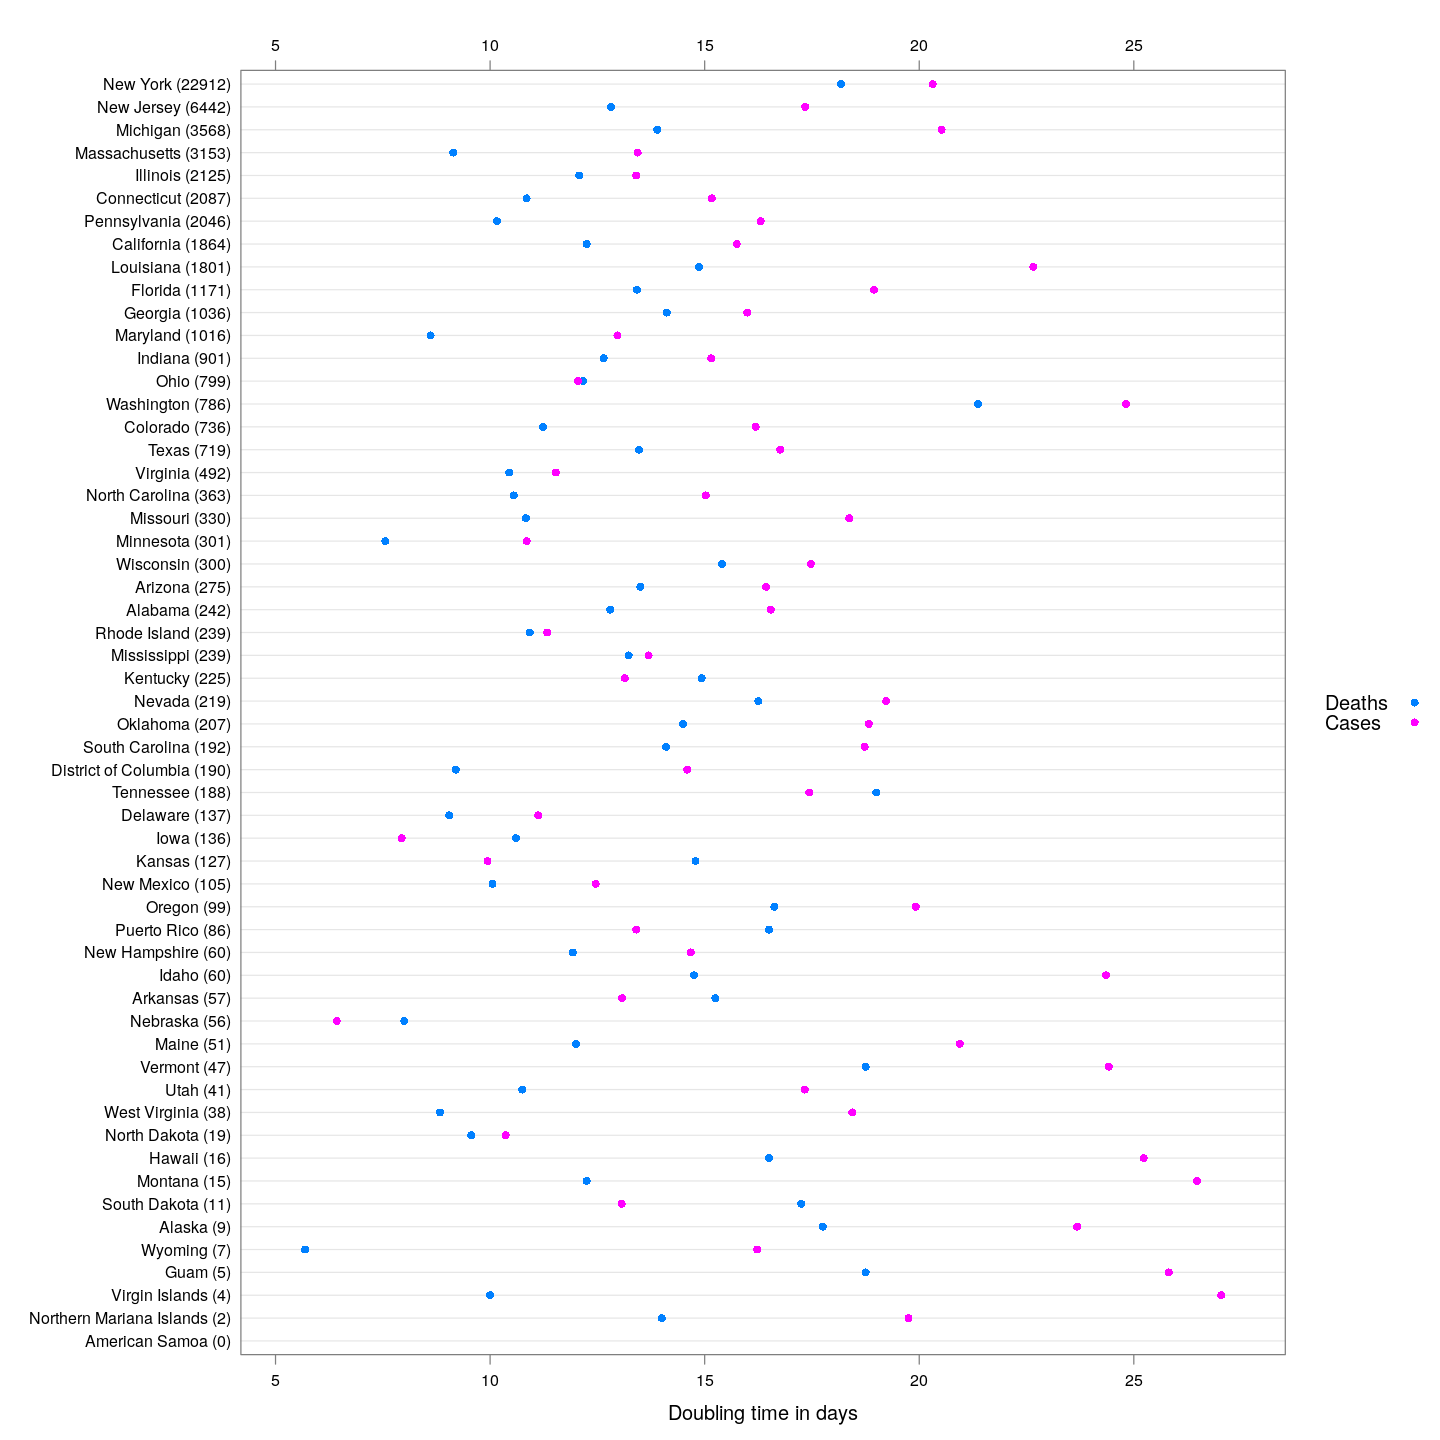 5 10 15 20 25
New York (22912)
New Jersey (6442)
Michigan (3568)
Massachusetts (3153)
Illinois (2125)
Connecticut (2087)
Pennsylvania (2046)
California (1864)
Louisiana (1801)
Florida (1171)
Georgia (1036)
Maryland (1016)
Indiana (901)
Ohio (799)
Washington (786)
Colorado (736)
Texas (719)
Virginia (492)
North Carolina (363)
Missouri (330)
Minnesota (301)
Wisconsin (300)
Arizona (275)
Alabama (242)
Rhode Island (239)
Mississippi (239)
Kentucky (225)
Nevada (219)
Oklahoma (207)
South Carolina (192)
District of Columbia (190)
Tennessee (188)
Delaware (137)
Iowa (136)
Kansas (127)
New Mexico (105)
Oregon (99)
Puerto Rico (86)
New Hampshire (60)
Idaho (60)
Arkansas (57)
Nebraska (56)
Maine (51)
Vermont (47)
Utah (41)
West Virginia (38)
North Dakota (19)
Hawaii (16)
Montana (15)
South Dakota (11)
Alaska (9)
Wyoming (7)
Guam (5)
Virgin Islands (4)
Northern Mariana Islands (2)
American Samoa (0)
5 10 15 20 25
Doubling time in days
Deaths
Cases